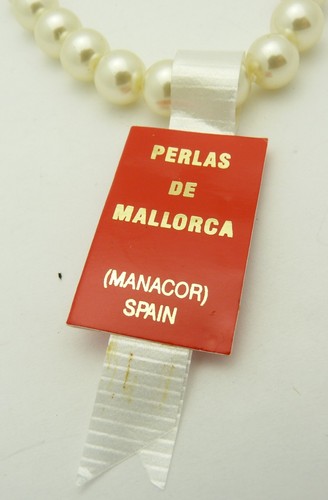 PERLAS
DE
MALLORCA
(MANACOR)
SPAIN